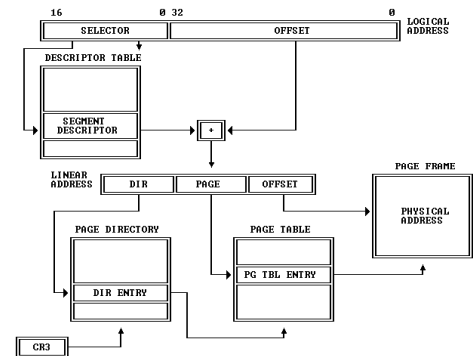 16 0 32 0
SELECTOR OFFSET
LOGICAL
ADDRESS
DESCRIPTOR TABLE
SEGMENT
DESCRIPTOR
+
PAGE FRAME
LINEAR
ADDRESS
DIR PAGE OFFSET
PHYSICAL
ADDRESS
PAGE DIRECTORY PAGE TABLE
PG TBL ENTRY
DIR ENTRY
CR3